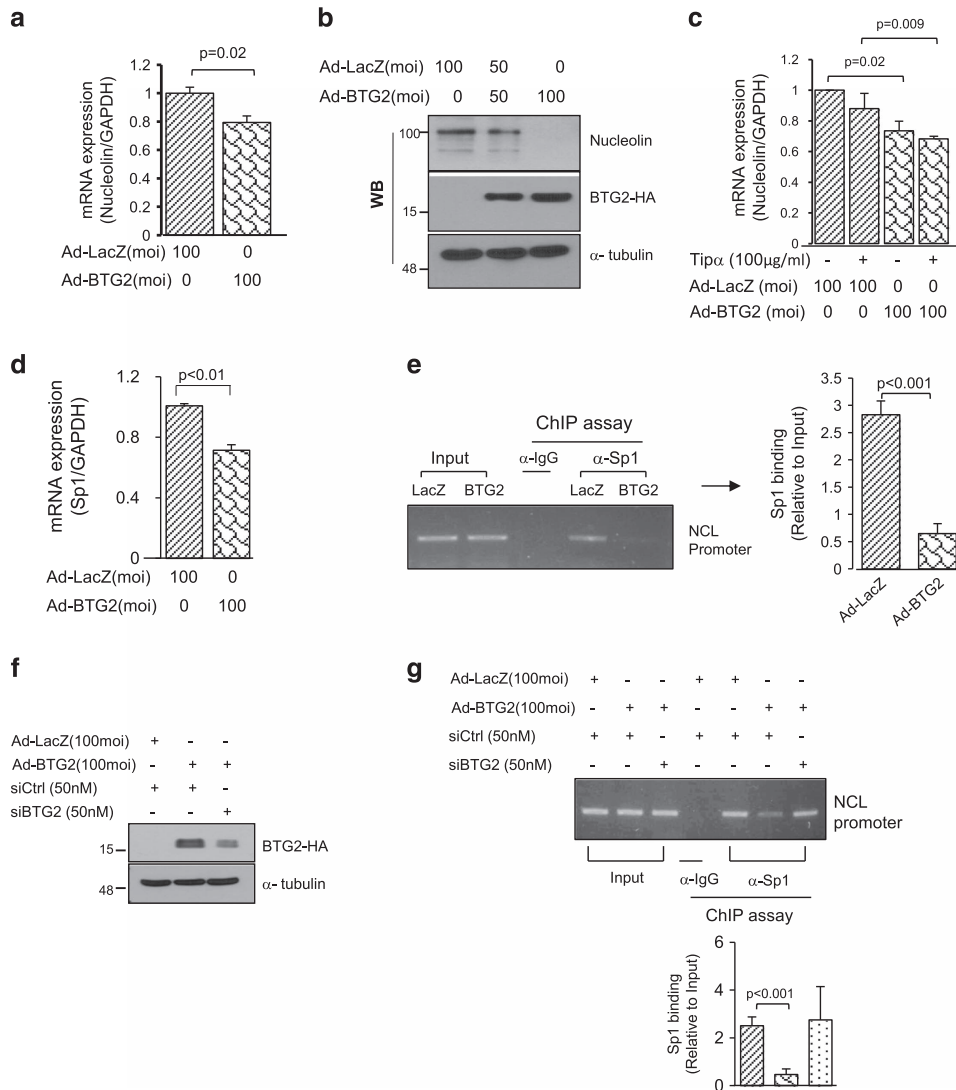 a
p=0.02
mRNA expression
(Nucleolin/GAPDH)
1.2
1
0.8
0.6
0.4
0.2
0
Ad-LacZ(moi) 100 0
Ad-BTG2(moi) 0 100
b
Ad-LacZ(moi) 100 50 0
Ad-BTG2(moi) 0 50 100
WB
100
Nucleolin
15
BTG2-HA
48
α- tubulin
c
p=0.009
p=0.02
mRNA expression
(Nucleolin/GAPDH)
1.2
1
0.8
0.6
0.4
0.2
0
Tipα (100μg/ml) - + - +
Ad-LacZ (moi) 100 100 0 0
Ad-BTG2 (moi) 0 0 100 100
d
p<0.01
mRNA expression
(Sp1/GAPDH)
1.2
0.8
0.4
0
Ad-LacZ(moi) 100 0
Ad-BTG2(moi) 0 100
e
ChIP assay
Input α-IgG α-Sp1
LacZ BTG2 LacZ BTG2
NCL
Promoter
p<0.001
Sp1 binding
(Relative to Input)
3.5
3
2.5
2
1.5
1
0.5
0
Ad-LacZ Ad-BTG2
f
Ad-LacZ(100moi) + - -
Ad-BTG2(100moi) - + +
siCtrl (50nM) + + -
siBTG2 (50nM) - - +
15
BTG2-HA
48
α- tubulin
g
Ad-LacZ(100moi) + - - + + - -
Ad-BTG2(100moi) - + + - - + +
siCtrl (50nM) + + - + + + -
siBTG2 (50nM) - - + - - - +
NCL
promoter
Input α-IgG α-Sp1
ChIP assay
p<0.001
Sp1 binding
(Relative to Input)
6
4
2
0